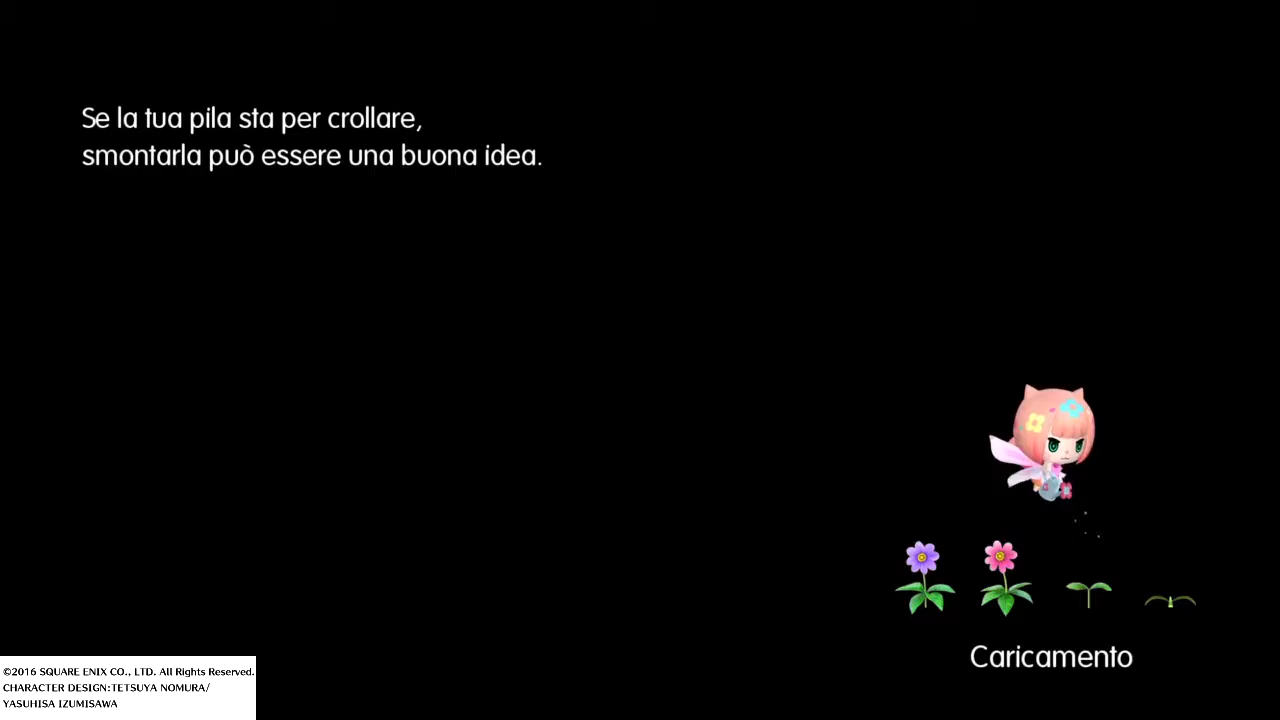 Se la tua pila sta per crollare,
smontarla può essere una buona idea.
Caricamento
©2016 SQUARE ENIX CO., LTD. All Rights Reserved.
CHARACTER DESIGN:TETSUYA NOMURA/
YASUHISA IZUMISAWA